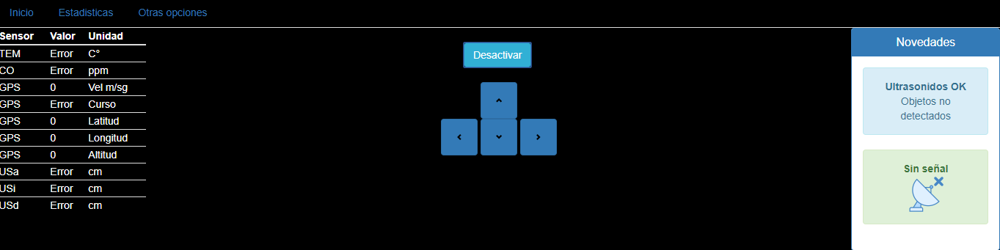 Inicio Estadisticas Otras opciones
Sensor Valor Unidad
TEM Error C°
CO Error ppm
GPS 0 Vel m/sg
GPS Error Curso
GPS 0 Latitud
GPS 0 Longitud
GPS 0 Altitud
USa Error cm
USi Error cm
USd Error cm
Desactivar
Novedades
Ultrasonidos OK
Objetos no
detectados
Sin señal